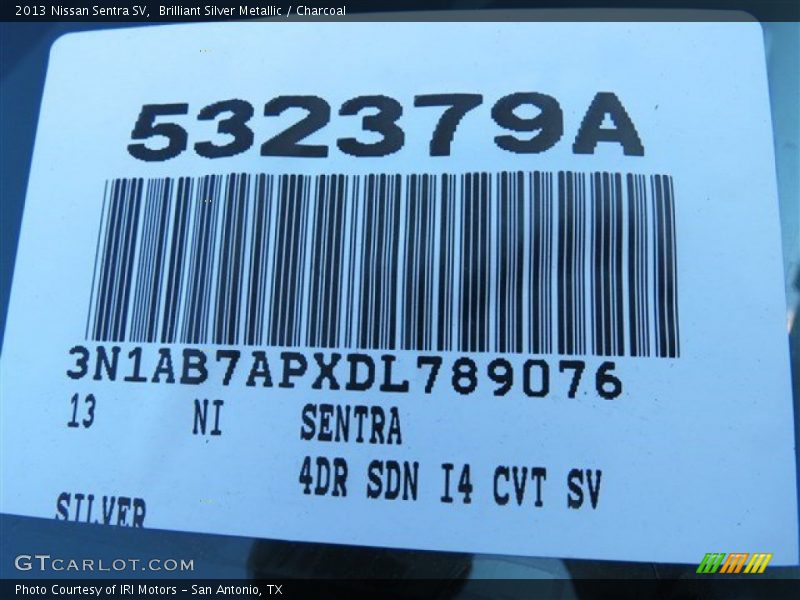 2013 Nissan Sentra SV,  Brilliant Silver Metallic / Charcoal
532379A
3N1AB7APXDL789076
13 NI SENTRA
4DR SDN I4 CVT SV
SILVER
GTCARLOT.COM
Photo Courtesy of IRI Motors – San Antonio, TX